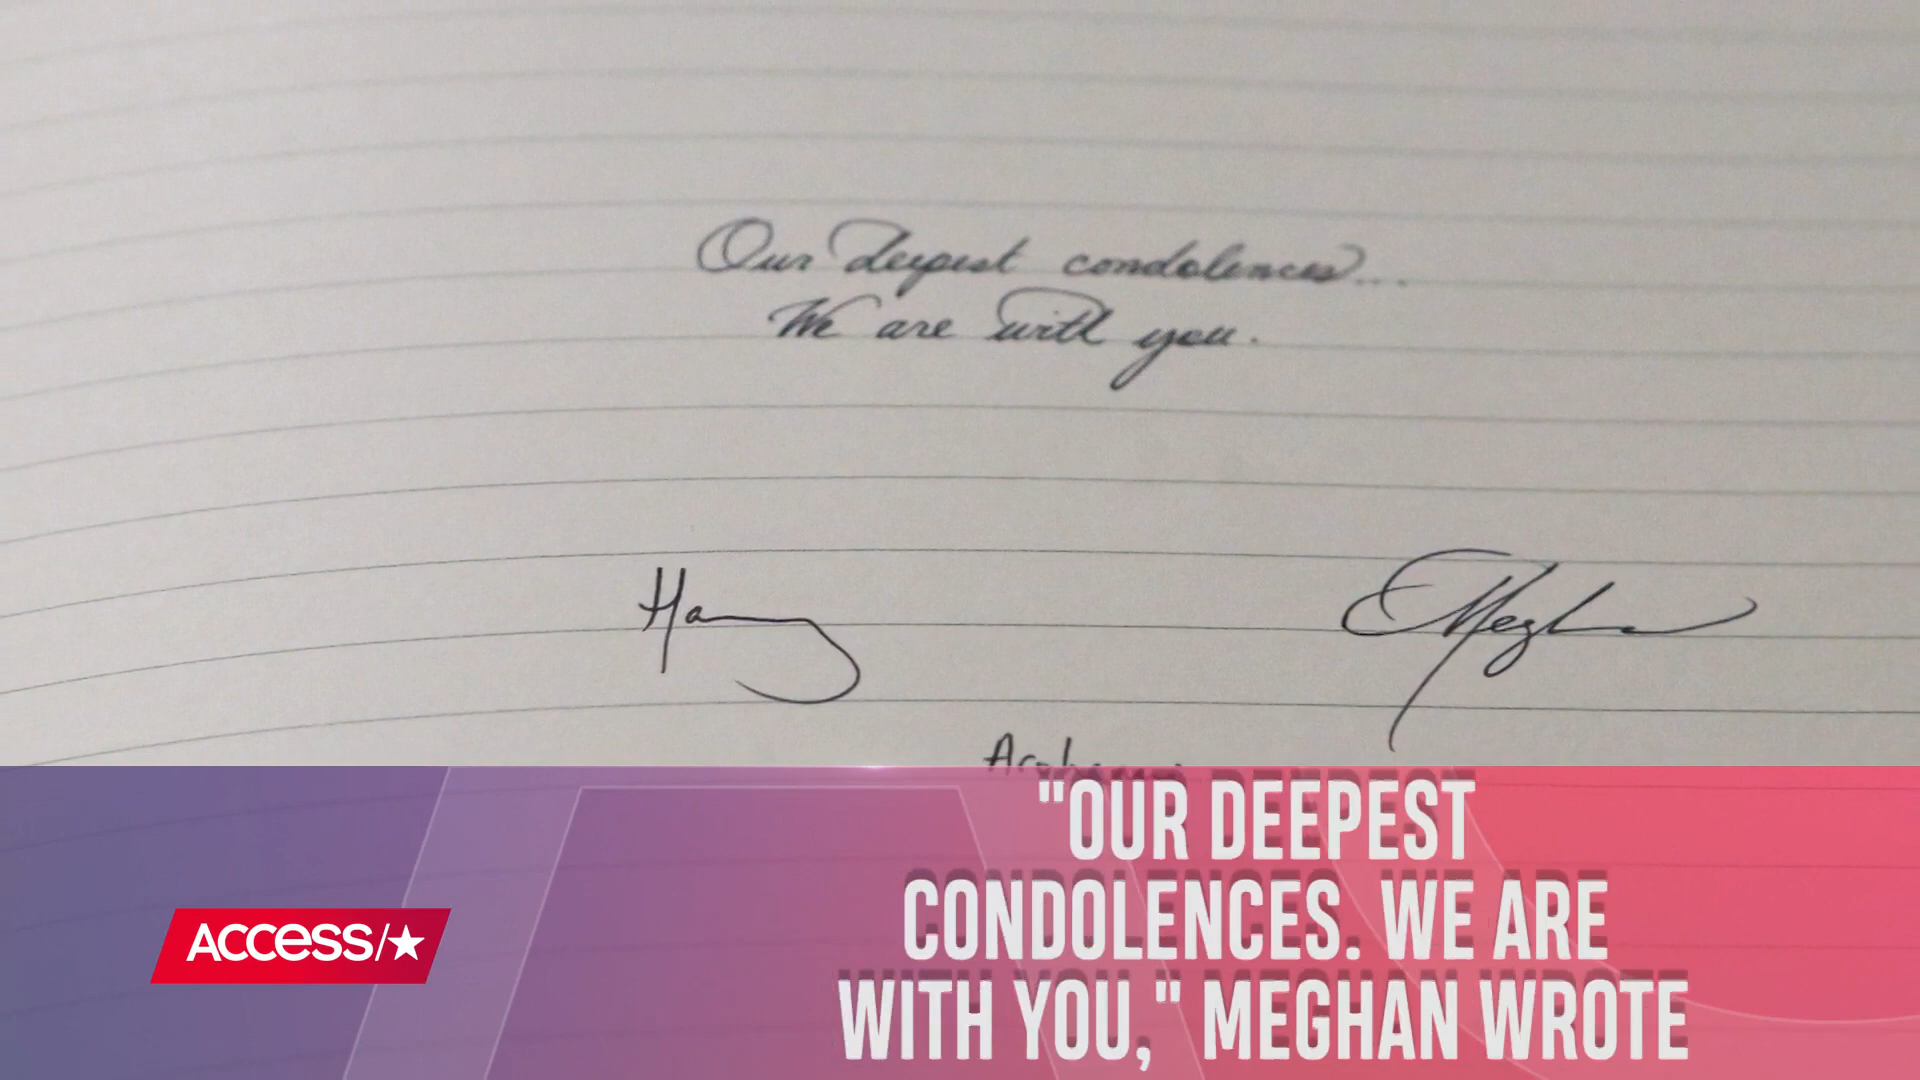 Our deepest condolences...
We are with you.
Harry
Meghan
"OUR DEEPEST
CONDOLENCES. WE ARE
WITH YOU," MEGHAN WROTE
ACCESS/★